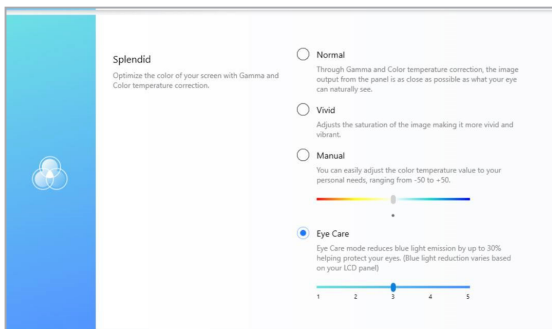 Splendid
Optimize the color of your screen with Gamma and
Color temperature correction.
Normal
Through Gamma and Color temperature correction, the image
output from the panel is as close as possible as what your eye
can naturally see.
Vivid
Adjusts the saturation of the image making it more vivid and
vibrant.
Manual
You can easily adjust the color temperature value to your
personal needs, ranging from -50 to +50.
Eye Care
Eye Care mode reduces blue light emission by up to 30%
helping protect your eyes. (Blue light reduction varies based
on your LCD panel)
1 2 3 4 5